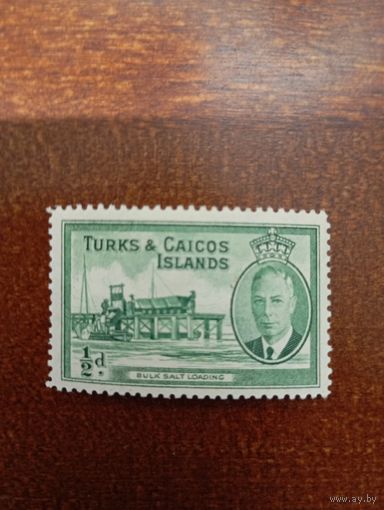 TURKS & CAICOS
ISLANDS
½d.
BULK SALT LOADING
www.ay.by